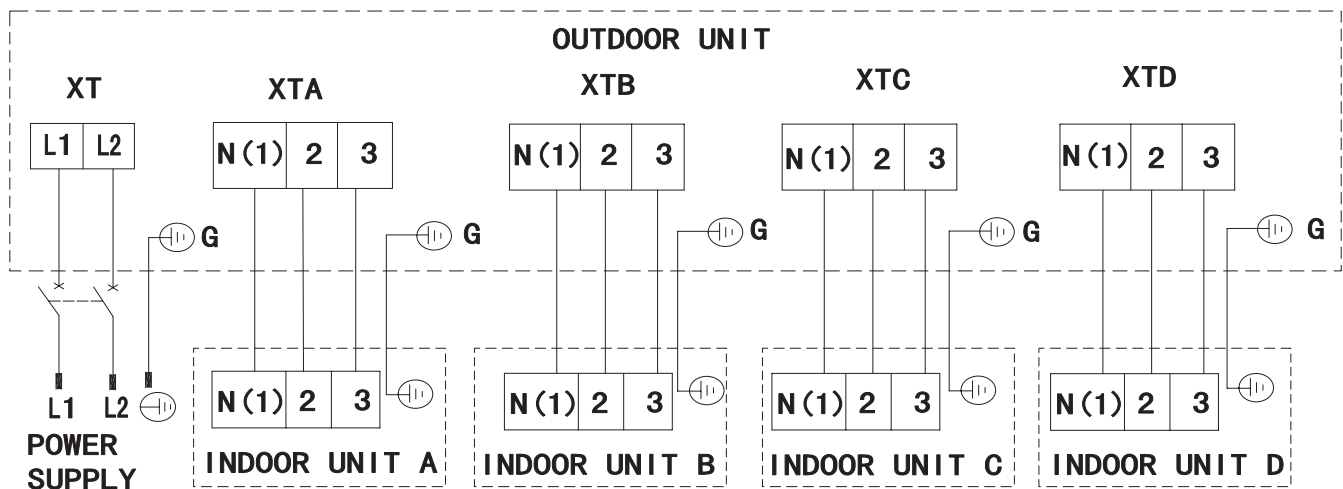 OUTDOOR UNIT
XT XTA XTB XTC XTD
L1 L2 N(1) 2 3 N(1) 2 3 N(1) 2 3 N(1) 2 3
G G G G G
N(1) 2 3 N(1) 2 3 N(1) 2 3 N(1) 2 3
L1 L2
POWER
SUPPLY
INDOOR UNIT A INDOOR UNIT B INDOOR UNIT C INDOOR UNIT D